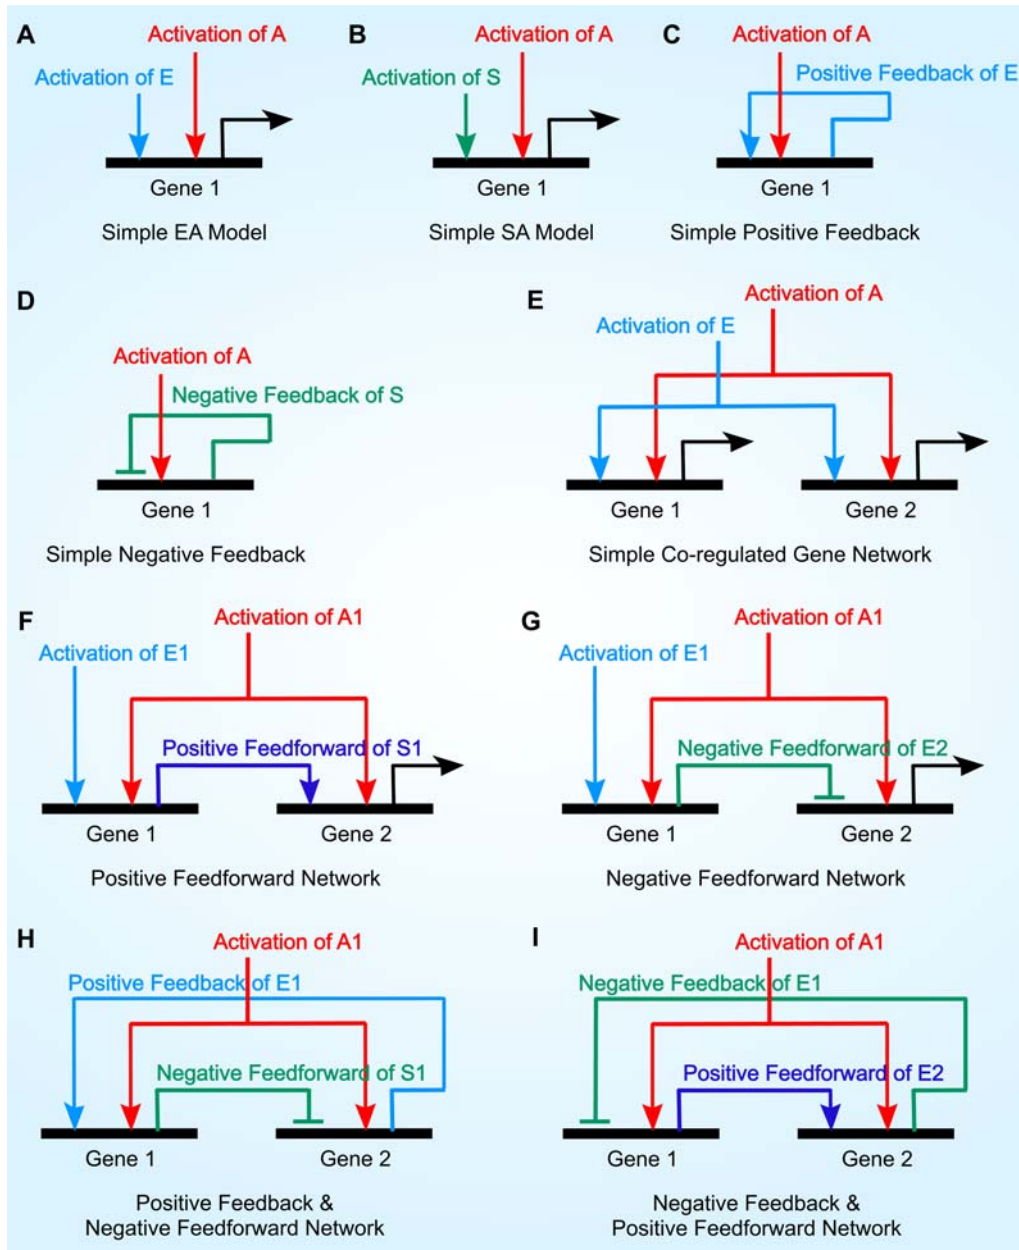 A
Activation of A
Activation of E
Gene 1
Simple EA Model
B
Activation of A
Activation of S
Gene 1
Simple SA Model
C
Activation of A
Positive Feedback of E
Gene 1
Simple Positive Feedback
D
Activation of A
Negative Feedback of S
Gene 1
Simple Negative Feedback
E
Activation of A
Activation of E
Gene 1
Gene 2
Simple Co-regulated Gene Network
F
Activation of A1
Activation of E1
Positive Feedforward of S1
Gene 1
Gene 2
Positive Feedforward Network
G
Activation of A1
Activation of E1
Negative Feedforward of E2
Gene 1
Gene 2
Negative Feedforward Network
H
Activation of A1
Positive Feedback of E1
Negative Feedforward of S1
Gene 1
Gene 2
Positive Feedback &
Negative Feedforward Network
I
Activation of A1
Negative Feedback of E1
Positive Feedforward of E2
Gene 1
Gene 2
Negative Feedback &
Positive Feedforward Network